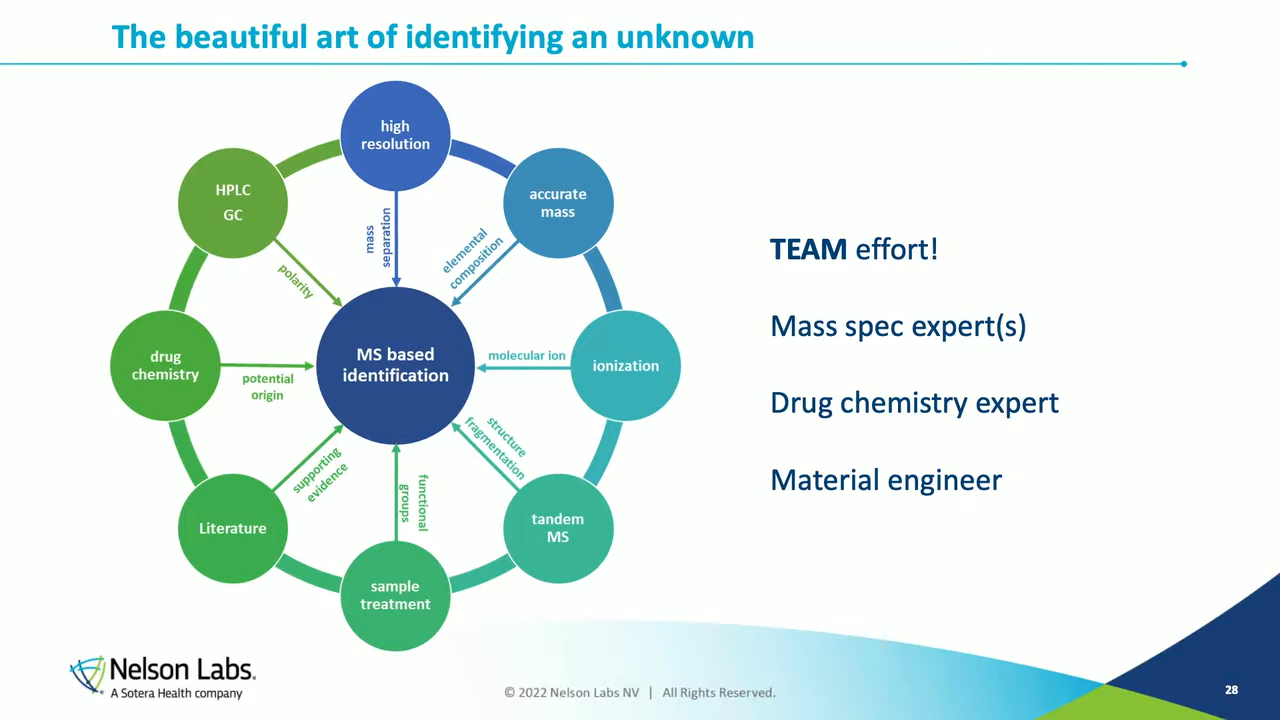 The beautiful art of identifying an unknown
high
resolution
mass
separation
accurate
mass
elemental
composition
ionization
molecular ion
tandem
MS
structure
fragmentation
sample
treatment
functional
groups
Literature
supporting
evidence
drug
chemistry
potential
origin
HPLC
GC
polarity
MS based
identification
TEAM effort!
Mass spec expert(s)
Drug chemistry expert
Material engineer
Nelson Labs.
A Sotera Health company
© 2022 Nelson Labs NV | All Rights Reserved.
28